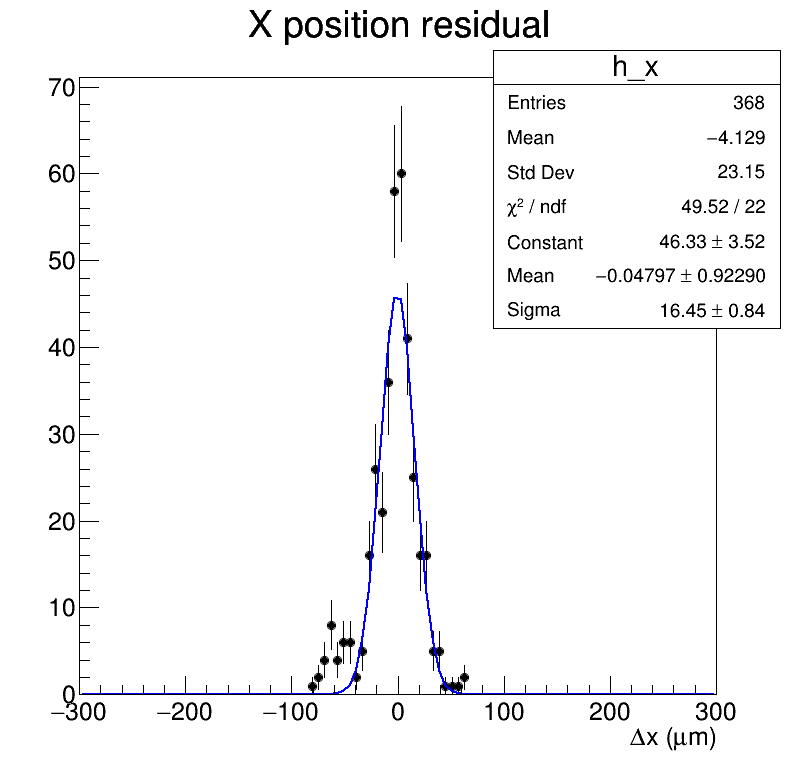 X position residual
h_x
Entries 368
Mean −4.129
Std Dev 23.15
χ² / ndf 49.52 / 22
Constant 46.33 ± 3.52
Mean −0.04797 ± 0.92290
Sigma 16.45 ± 0.84
70
60
50
40
30
20
10
0
−300 −200 −100 0 100 200 300
Δx (μm)